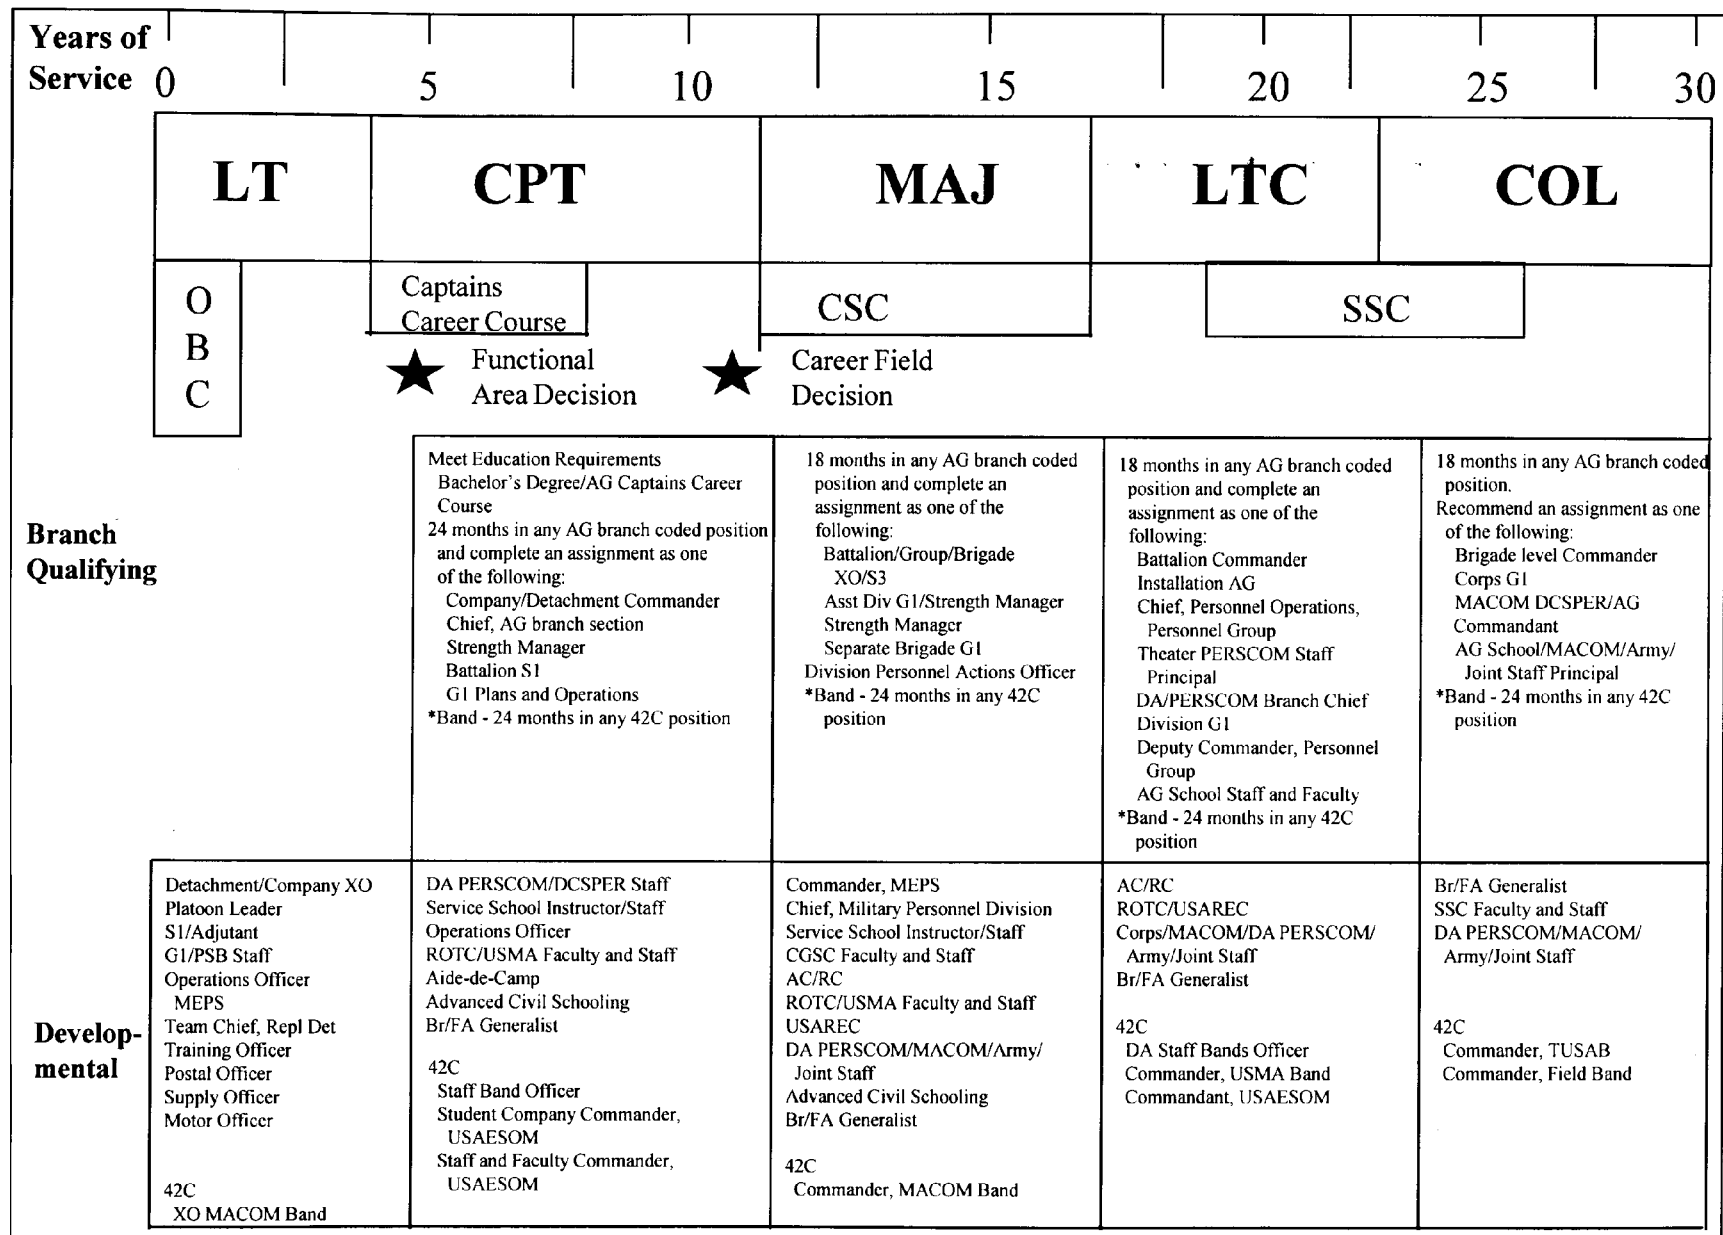 Years of
Service 0 5 10 15 20 25 30
LT CPT MAJ LTC COL
O
B
C
Captains
Career Course
CSC
SSC
Functional
Area Decision
Career Field
Decision
Branch
Qualifying
Meet Education Requirements
Bachelor's Degree/AG Captains Career
Course
24 months in any AG branch coded position
and complete an assignment as one
of the following:
Company/Detachment Commander
Chief, AG branch section
Strength Manager
Battalion S1
G1 Plans and Operations
*Band - 24 months in any 42C position
18 months in any AG branch coded
position and complete an
assignment as one of the
following:
Battalion/Group/Brigade
XO/S3
Asst Div G1/Strength Manager
Strength Manager
Separate Brigade G1
Division Personnel Actions Officer
*Band - 24 months in any 42C
position
18 months in any AG branch coded
position and complete an
assignment as one of the
following:
Battalion Commander
Installation AG
Chief, Personnel Operations,
Personnel Group
Theater PERSCOM Staff
Principal
DA/PERSCOM Branch Chief
Division G1
Deputy Commander, Personnel
Group
AG School Staff and Faculty
*Band - 24 months in any 42C
position
18 months in any AG branch coded
position.
Recommend an assignment as one
of the following:
Brigade level Commander
Corps G1
MACOM DCSPER/AG
Commandant
AG School/MACOM/Army/
Joint Staff Principal
*Band - 24 months in any 42C
position
Develop-
mental
Detachment/Company XO
Platoon Leader
S1/Adjutant
G1/PSB Staff
Operations Officer
MEPS
Team Chief, Repl Det
Training Officer
Postal Officer
Supply Officer
Motor Officer
42C
XO MACOM Band
DA PERSCOM/DCSPER Staff
Service School Instructor/Staff
Operations Officer
ROTC/USMA Faculty and Staff
Aide-de-Camp
Advanced Civil Schooling
Br/FA Generalist
42C
Staff Band Officer
Student Company Commander,
USAESOM
Staff and Faculty Commander,
USAESOM
Commander, MEPS
Chief, Military Personnel Division
Service School Instructor/Staff
CGSC Faculty and Staff
AC/RC
ROTC/USMA Faculty and Staff
USAREC
DA PERSCOM/MACOM/Army/
Joint Staff
Advanced Civil Schooling
Br/FA Generalist
42C
Commander, MACOM Band
AC/RC
ROTC/USAREC
Corps/MACOM/DA PERSCOM/
Army/Joint Staff
Br/FA Generalist
42C
DA Staff Bands Officer
Commander, USMA Band
Commandant, USAESOM
Br/FA Generalist
SSC Faculty and Staff
DA PERSCOM/MACOM/
Army/Joint Staff
42C
Commander, TUSAB
Commander, Field Band